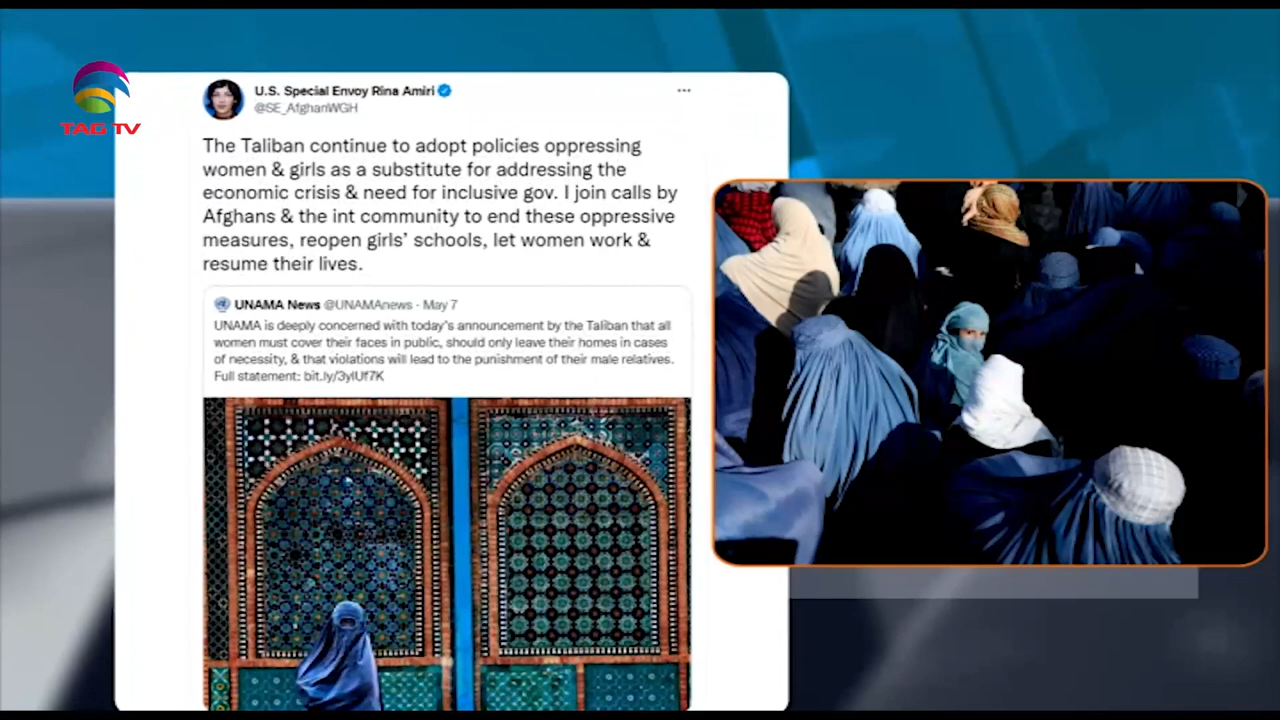 TAG TV
U.S. Special Envoy Rina Amiri
@SE_AfghanWGH
The Taliban continue to adopt policies oppressing
women & girls as a substitute for addressing the
economic crisis & need for inclusive gov. I join calls by
Afghans & the int community to end these oppressive
measures, reopen girls’ schools, let women work &
resume their lives.
UNAMA News @UNAMAnews · May 7
UNAMA is deeply concerned with today's announcement by the Taliban that all
women must cover their faces in public, should only leave their homes in cases
of necessity, & that violations will lead to the punishment of their male relatives.
Full statement: bit.ly/3ylUf7K